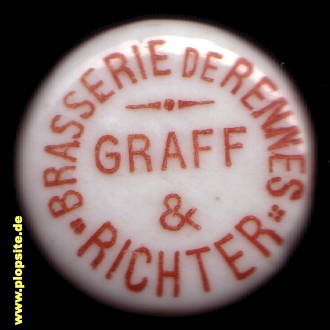 BRASSERIE DE RENNES
GRAFF
&
RICHTER
www.plopsite.de